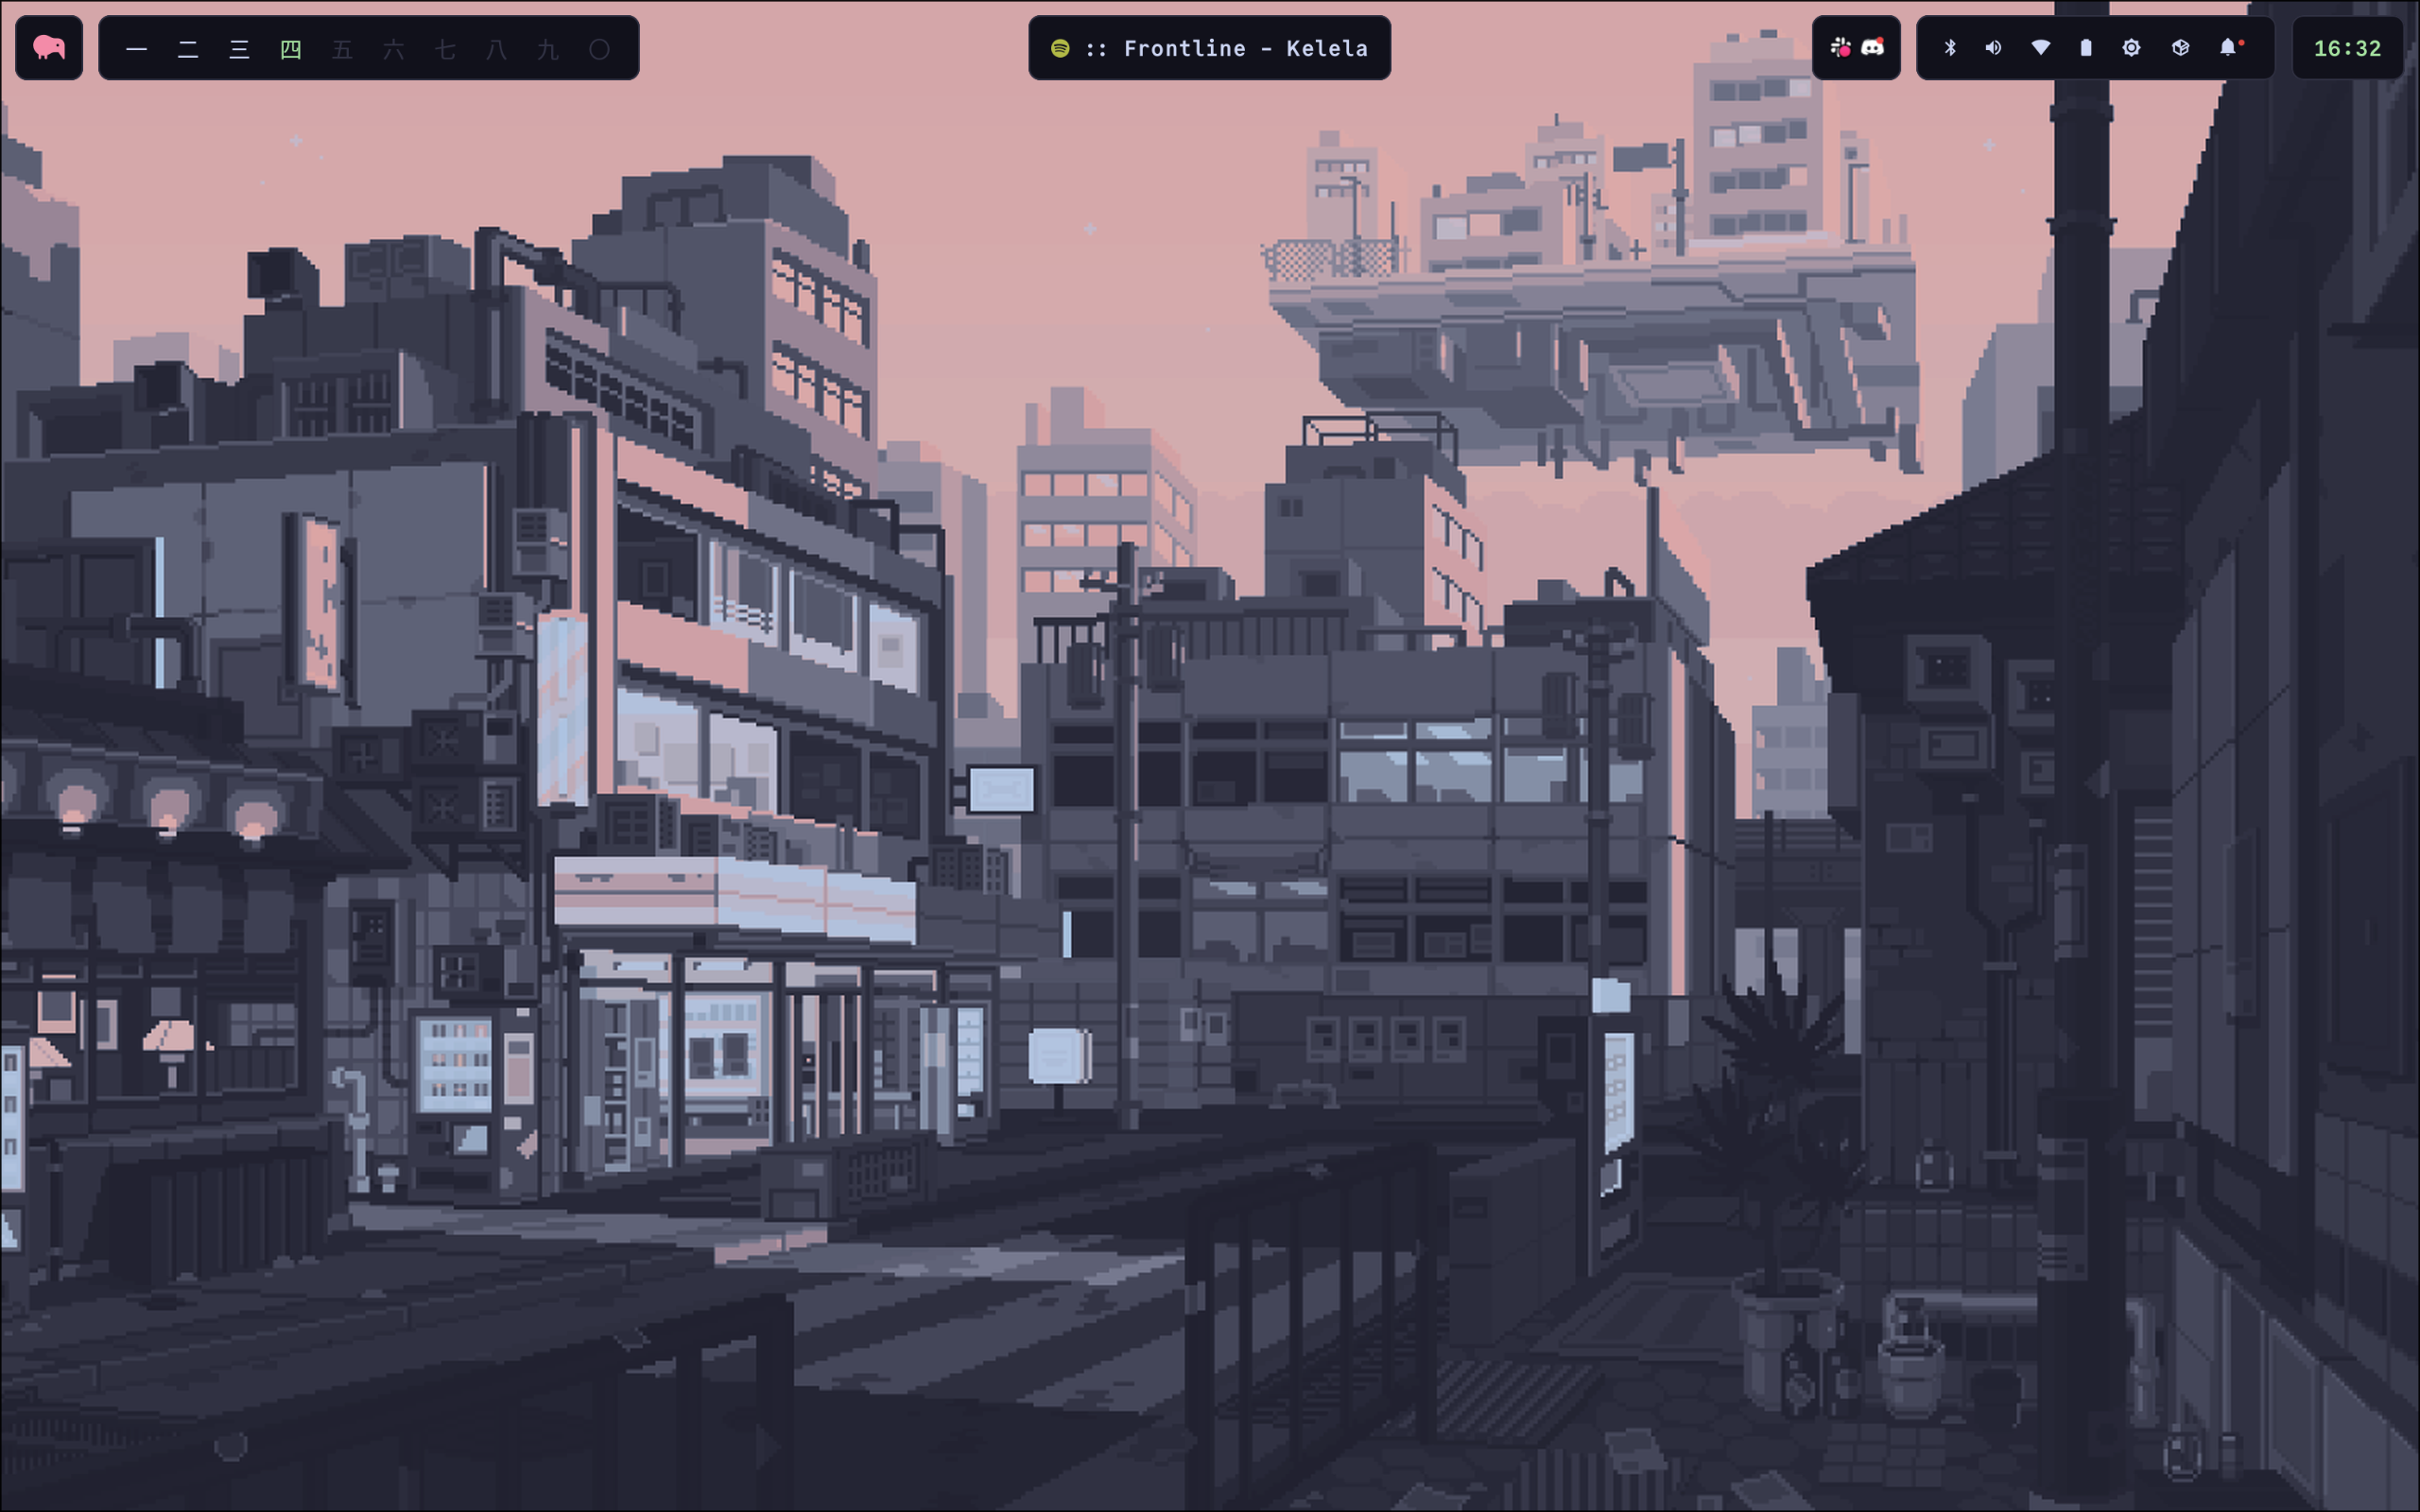 一 二 三 四 五 六 七 八 九 〇
:: Frontline - Kelela
16:32